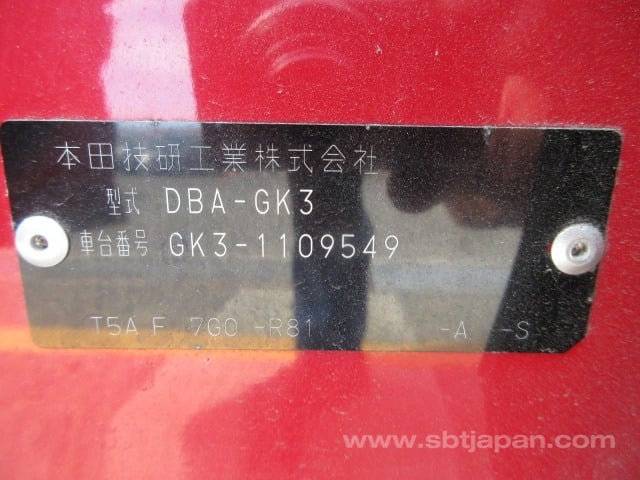 本田技研工業株式会社
型式 DBA-GK3
車台番号 GK3-1109549
T5A F 7G0 -R81 -A -S
www.sbtjapan.com